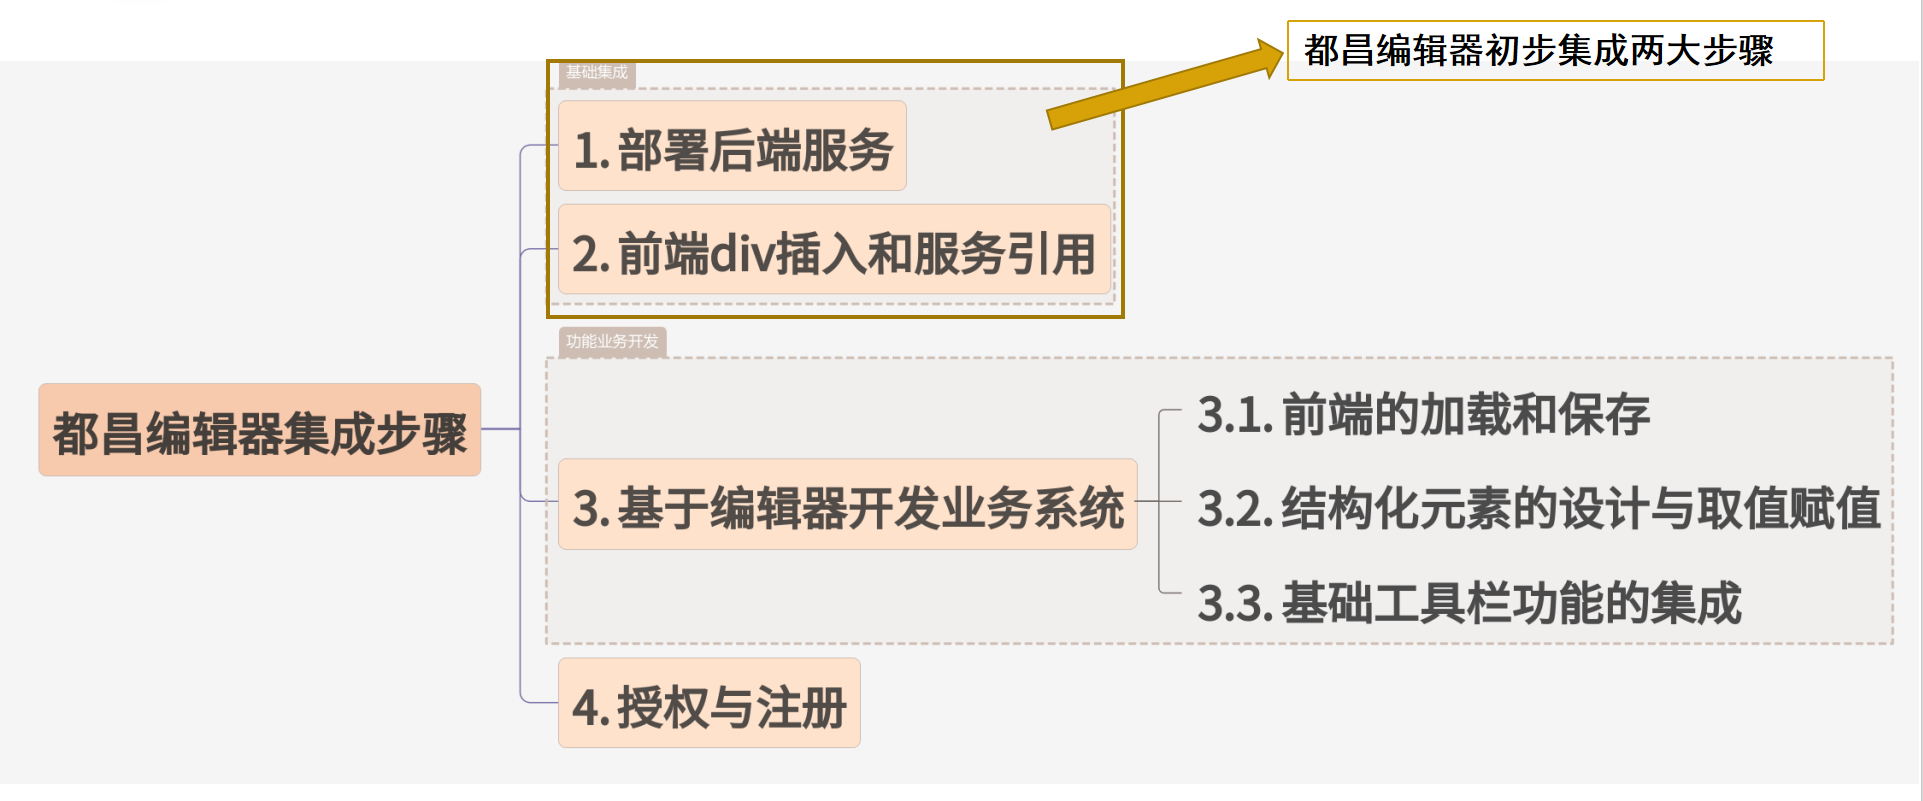 都昌编辑器初步集成两大步骤
基础集成
1. 部署后端服务
2. 前端div插入和服务引用
功能业务开发
都昌编辑器集成步骤
3. 基于编辑器开发业务系统
3.1. 前端的加载和保存
3.2. 结构化元素的设计与取值赋值
3.3. 基础工具栏功能的集成
4. 授权与注册